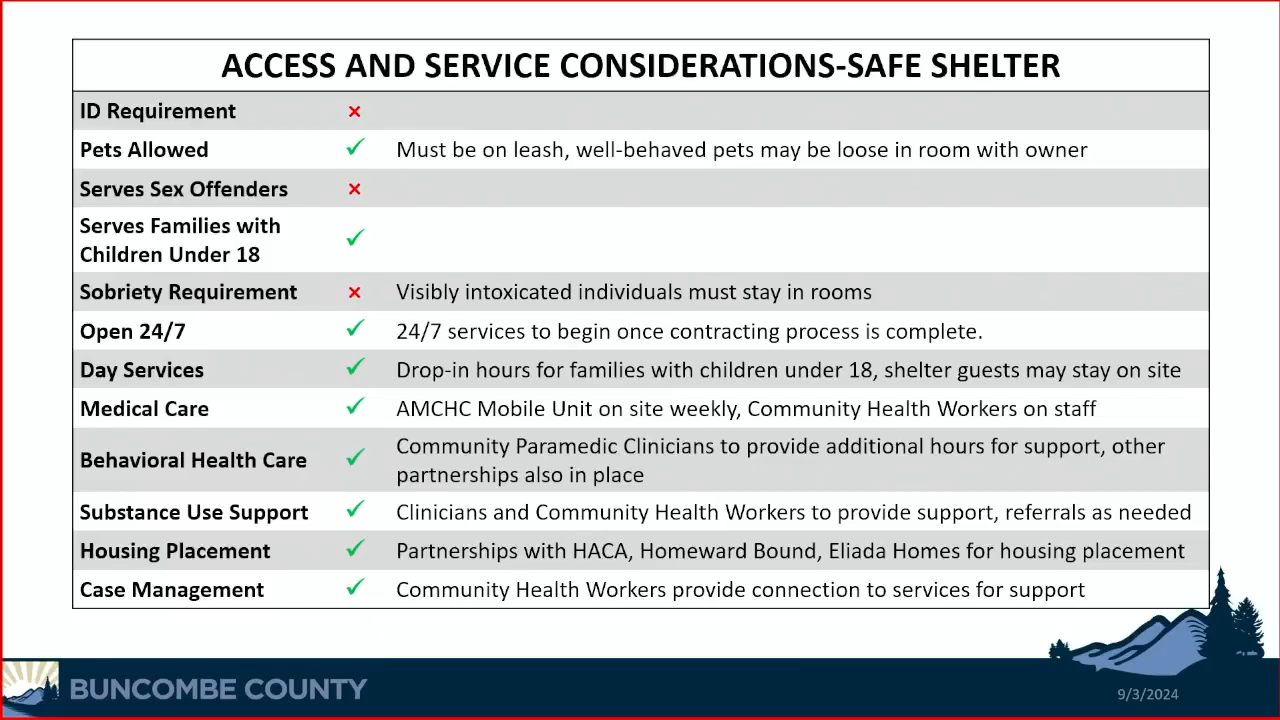 ACCESS AND SERVICE CONSIDERATIONS-SAFE SHELTER
ID Requirement ×
Pets Allowed ✓ Must be on leash, well-behaved pets may be loose in room with owner
Serves Sex Offenders ×
Serves Families with
Children Under 18 ✓
Sobriety Requirement × Visibly intoxicated individuals must stay in rooms
Open 24/7 ✓ 24/7 services to begin once contracting process is complete.
Day Services ✓ Drop-in hours for families with children under 18, shelter guests may stay on site
Medical Care ✓ AMCHC Mobile Unit on site weekly, Community Health Workers on staff
Behavioral Health Care ✓ Community Paramedic Clinicians to provide additional hours for support, other
partnerships also in place
Substance Use Support ✓ Clinicians and Community Health Workers to provide support, referrals as needed
Housing Placement ✓ Partnerships with HACA, Homeward Bound, Eliada Homes for housing placement
Case Management ✓ Community Health Workers provide connection to services for support
BUNCOMBE COUNTY
9/3/2024